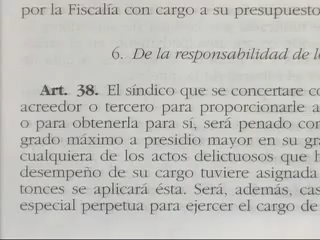 por la Fiscalía con cargo a su presupuesto
6. De la responsabilidad de
Art. 38. El síndico que se concertare
acreedor o tercero para proporcionarle
o para obtenerla para sí, será penado
grado máximo a presidio mayor en su
cualquiera de los actos delictuosos que
desempeño de su cargo tuviere asignada
tonces se aplicará ésta. Será, además,
especial perpetua para ejercer el cargo de